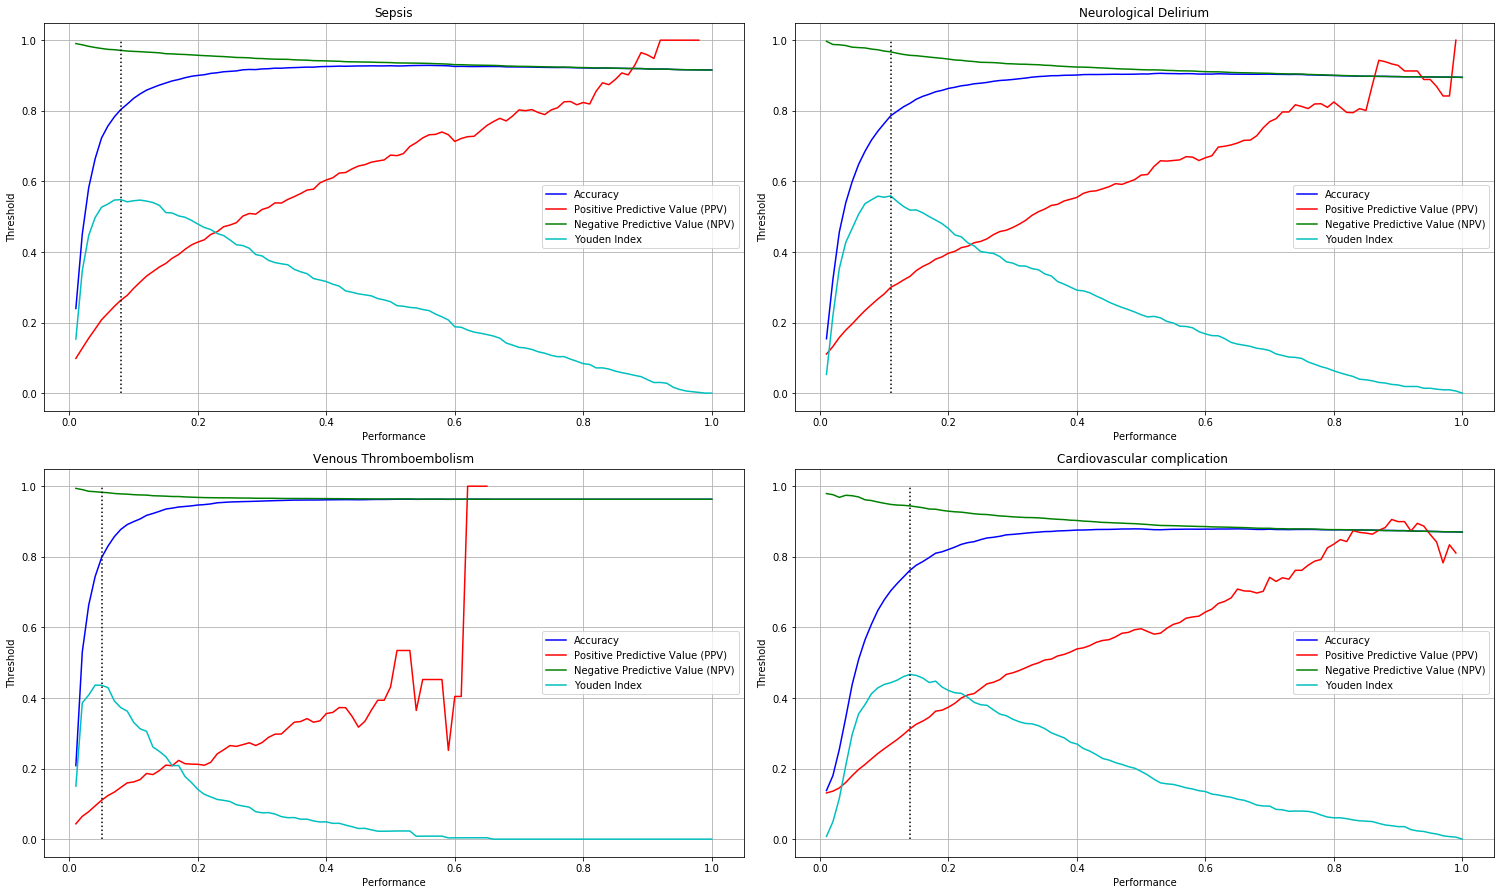 Sepsis
1.0
0.8
0.6
0.4
0.2
0.0
Threshold
Accuracy
Positive Predictive Value (PPV)
Negative Predictive Value (NPV)
Youden Index
0.0 0.2 0.4 0.6 0.8 1.0
Performance
Neurological Delirium
1.0
0.8
0.6
0.4
0.2
0.0
Threshold
Accuracy
Positive Predictive Value (PPV)
Negative Predictive Value (NPV)
Youden Index
0.0 0.2 0.4 0.6 0.8 1.0
Performance
Venous Thromboembolism
1.0
0.8
0.6
0.4
0.2
0.0
Threshold
Accuracy
Positive Predictive Value (PPV)
Negative Predictive Value (NPV)
Youden Index
0.0 0.2 0.4 0.6 0.8 1.0
Performance
Cardiovascular complication
1.0
0.8
0.6
0.4
0.2
0.0
Threshold
Accuracy
Positive Predictive Value (PPV)
Negative Predictive Value (NPV)
Youden Index
0.0 0.2 0.4 0.6 0.8 1.0
Performance